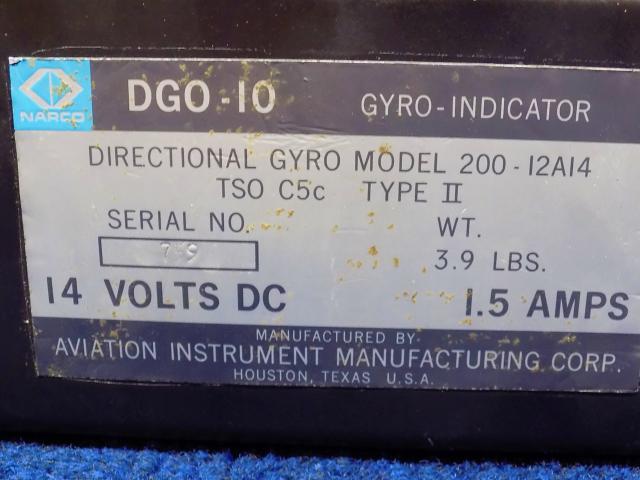 NARCO
DGO-10 GYRO-INDICATOR
DIRECTIONAL GYRO MODEL 200-12A14
TSO C5c TYPE II
SERIAL NO. WT.
3.9 LBS.
14 VOLTS DC 1.5 AMPS
MANUFACTURED BY-
AVIATION INSTRUMENT MANUFACTURING CORP.
HOUSTON, TEXAS U.S.A.